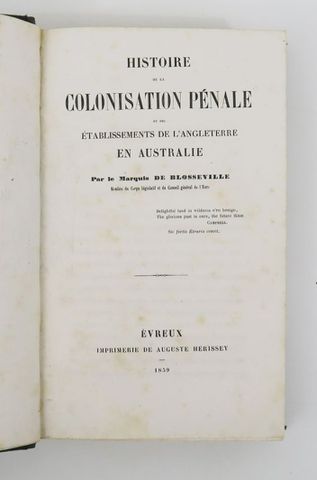 HISTOIRE
DE LA
COLONISATION PÉNALE
ET DES
ÉTABLISSEMENTS DE L'ANGLETERRE
EN AUSTRALIE
Par le Marquis DE BLOSSEVILLE
Membre du Corps législatif et du Conseil général de l'Eure
Delightful land in wildness e'en benign,
The glorious past is ours, the future thine
CAMPBELL.
Sic fortis Etruria crevit.
ÉVREUX
IMPRIMERIE DE AUGUSTE HÉRISSEY
1859